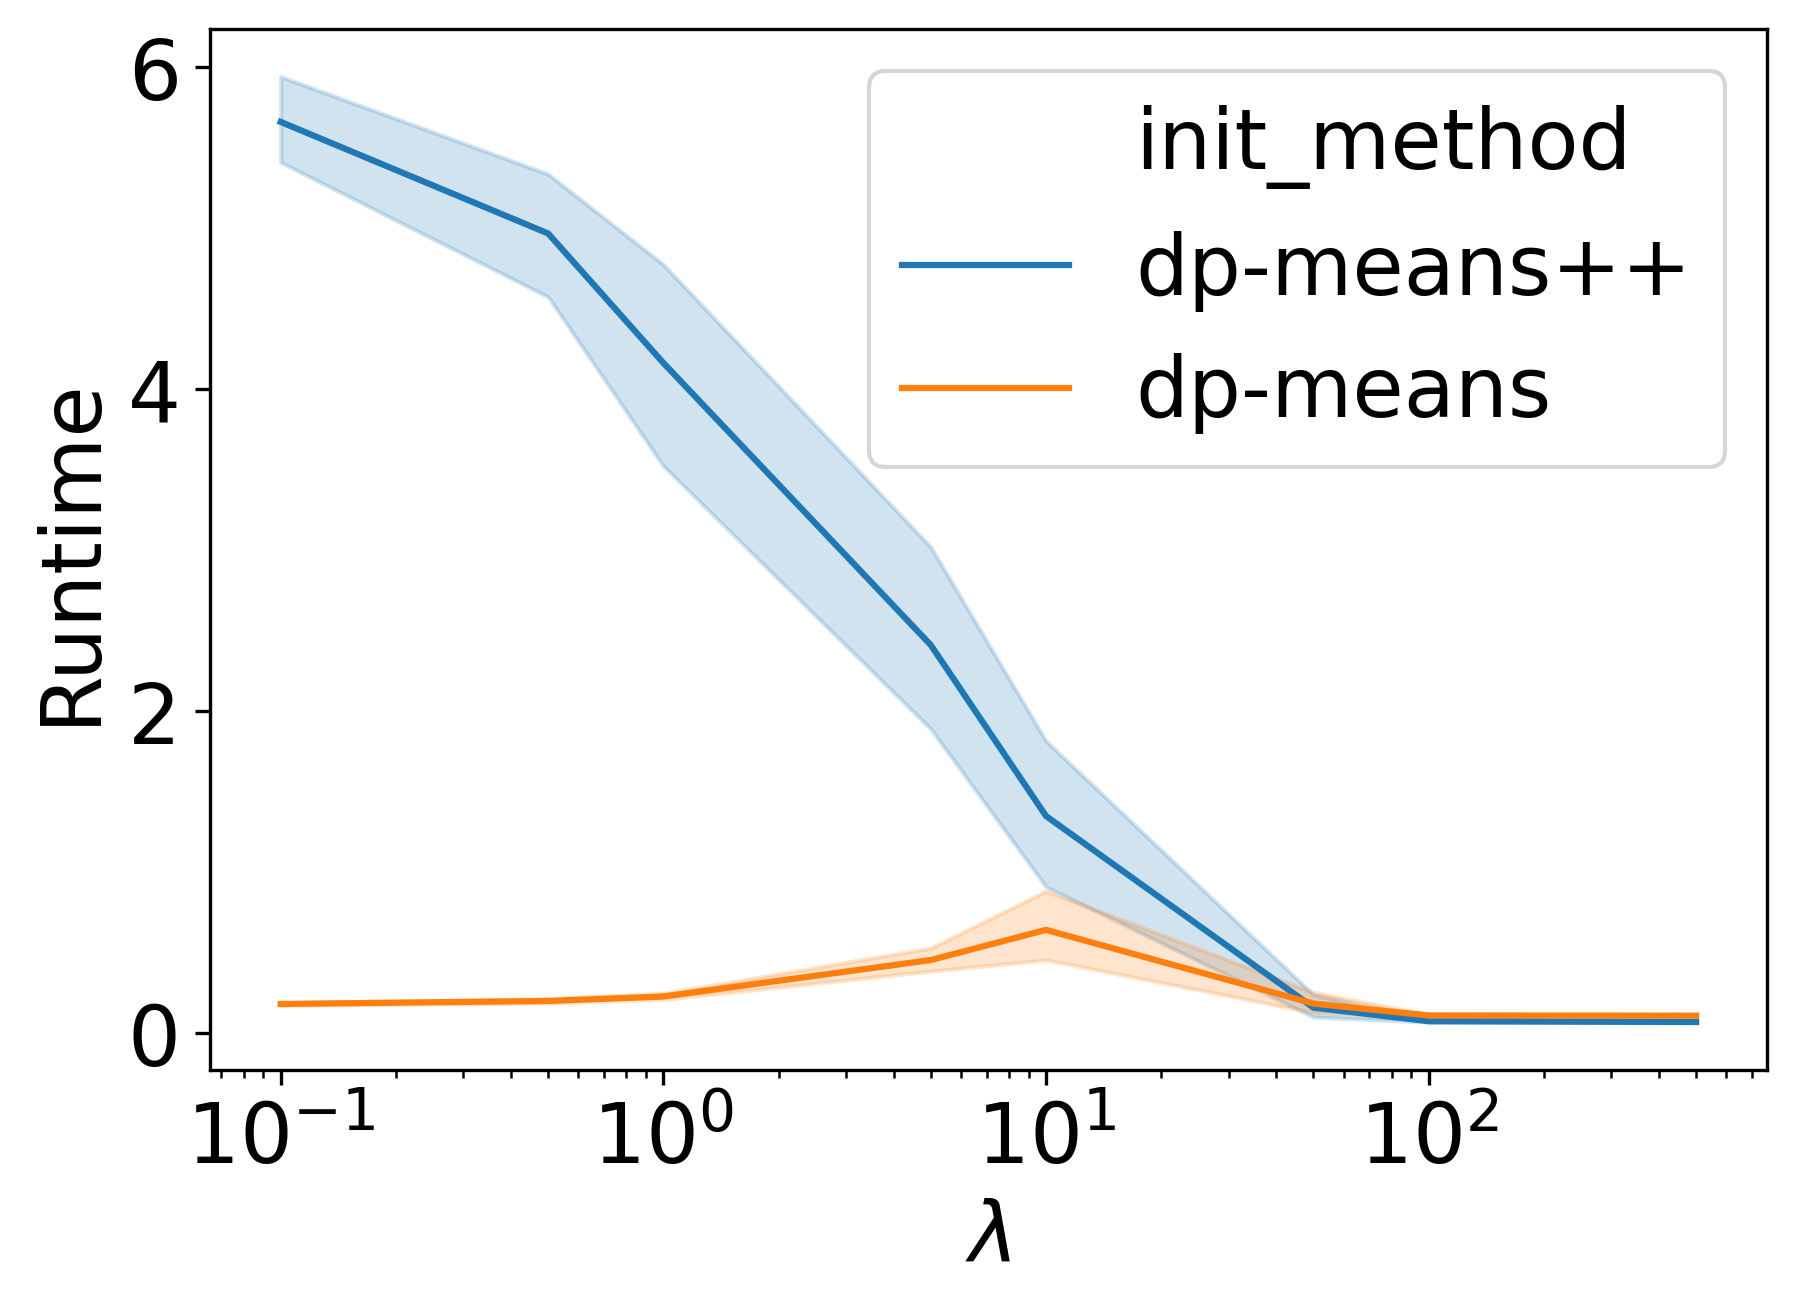 6
4
2
0
Runtime
init_method
dp-means++
dp-means
10⁻¹ 10⁰ 10¹ 10²
λ